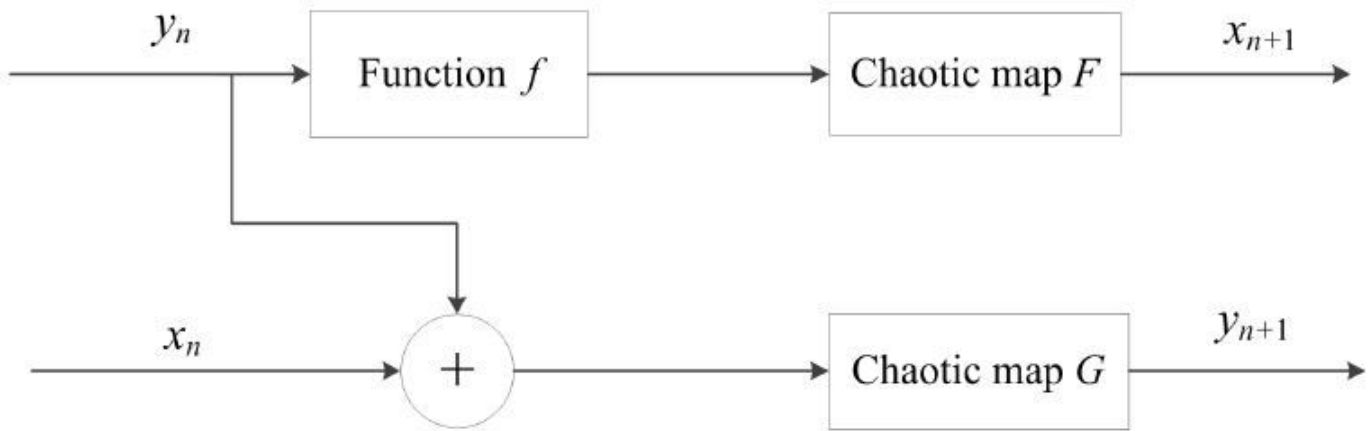 yₙ
Function f
Chaotic map F
xₙ₊₁
xₙ
+
Chaotic map G
yₙ₊₁